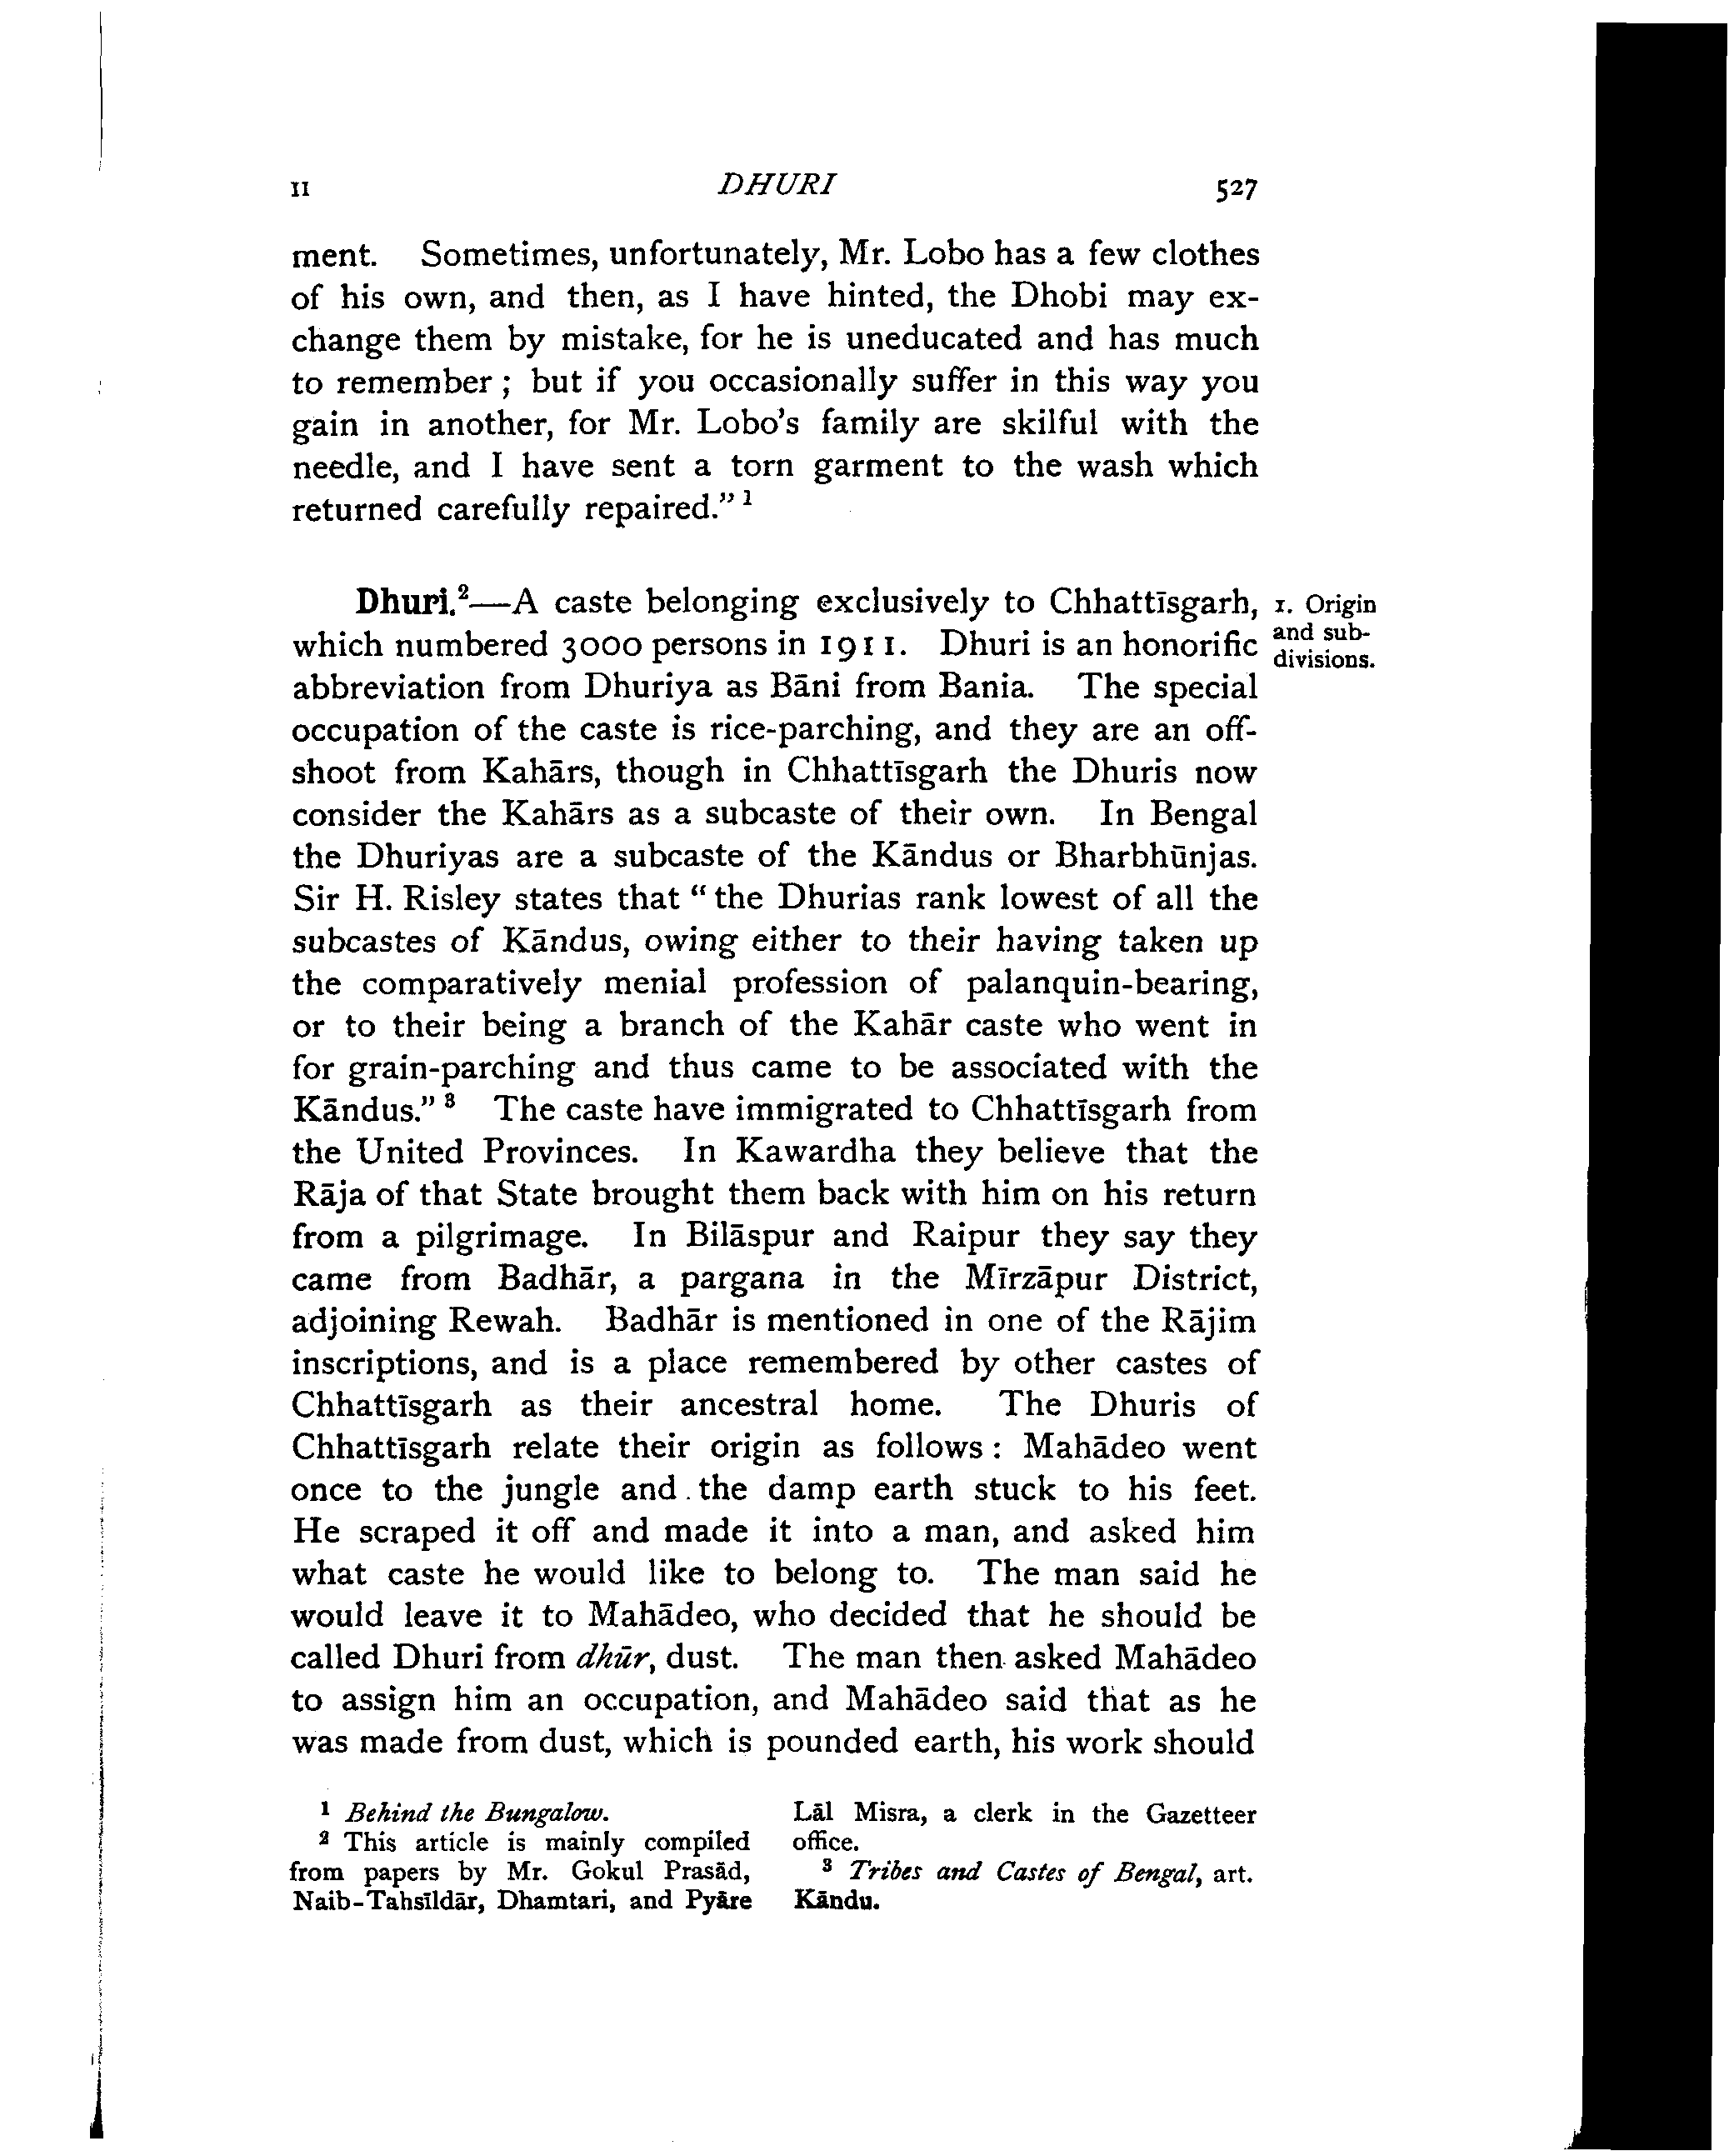 II DHURI 527
ment. Sometimes, unfortunately, Mr. Lobo has a few clothes
of his own, and then, as I have hinted, the Dhobi may ex-
change them by mistake, for he is uneducated and has much
to remember ; but if you occasionally suffer in this way you
gain in another, for Mr. Lobo's family are skilful with the
needle, and I have sent a torn garment to the wash which
returned carefully repaired." ¹
Dhuri.²—A caste belonging exclusively to Chhattīsgarh,
which numbered 3000 persons in 1911. Dhuri is an honorific
abbreviation from Dhuriya as Bāni from Bania. The special
occupation of the caste is rice-parching, and they are an off-
shoot from Kahārs, though in Chhattīsgarh the Dhuris now
consider the Kahārs as a subcaste of their own. In Bengal
the Dhuriyas are a subcaste of the Kāndus or Bharbhūnjas.
Sir H. Risley states that " the Dhurias rank lowest of all the
subcastes of Kāndus, owing either to their having taken up
the comparatively menial profession of palanquin-bearing,
or to their being a branch of the Kahār caste who went in
for grain-parching and thus came to be associated with the
Kāndus." ³ The caste have immigrated to Chhattīsgarh from
the United Provinces. In Kawardha they believe that the
Rāja of that State brought them back with him on his return
from a pilgrimage. In Bilāspur and Raipur they say they
came from Badhār, a pargana in the Mīrzāpur District,
adjoining Rewah. Badhār is mentioned in one of the Rājim
inscriptions, and is a place remembered by other castes of
Chhattīsgarh as their ancestral home. The Dhuris of
Chhattīsgarh relate their origin as follows : Mahādeo went
once to the jungle and the damp earth stuck to his feet.
He scraped it off and made it into a man, and asked him
what caste he would like to belong to. The man said he
would leave it to Mahādeo, who decided that he should be
called Dhuri from dhūr, dust. The man then asked Mahādeo
to assign him an occupation, and Mahādeo said that as he
was made from dust, which is pounded earth, his work should
1. Origin
and sub-
divisions.
¹ Behind the Bungalow.
² This article is mainly compiled
from papers by Mr. Gokul Prasād,
Naib-Tahsīldār, Dhamtari, and Pyāre
Lāl Misra, a clerk in the Gazetteer
office.
³ Tribes and Castes of Bengal, art.
Kāndu.